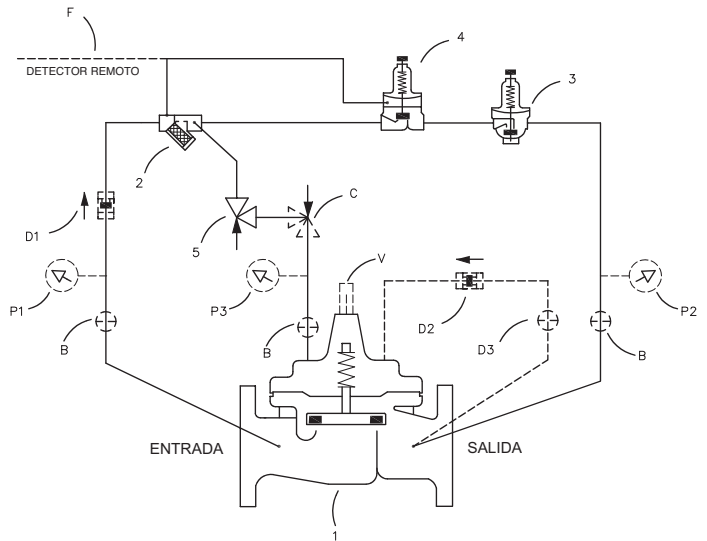 F
4
DETECTOR REMOTO
3
2
C
D1
5
V
P1
P3
D2
P2
B
B
D3
B
ENTRADA
SALIDA
1